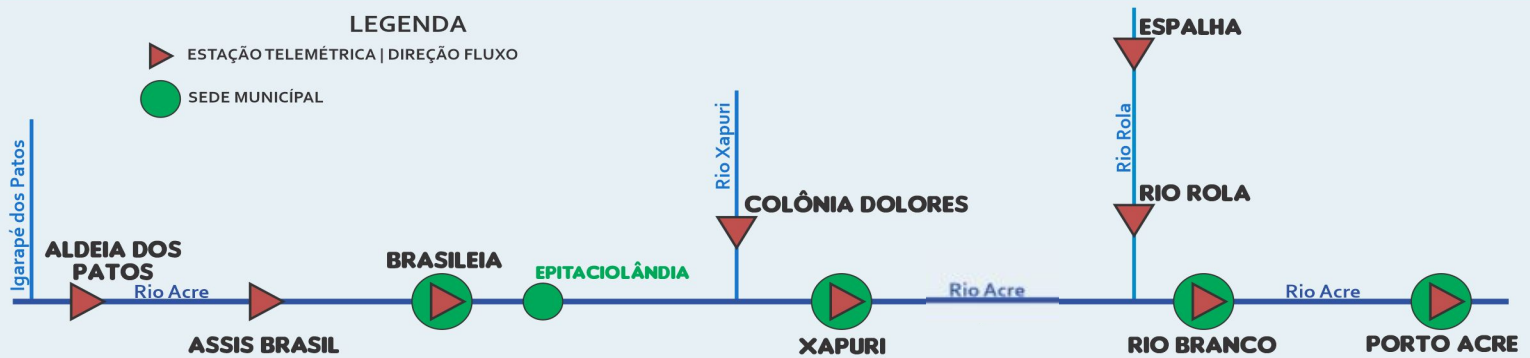 LEGENDA
ESTAÇÃO TELEMÉTRICA | DIREÇÃO FLUXO
SEDE MUNICÍPAL
Igarapé dos Patos
ALDEIA DOS
PATOS
Rio Acre
ASSIS BRASIL
BRASILEIA
EPITACIOLÂNDIA
Rio Xapuri
COLÔNIA DOLORES
XAPURI
Rio Acre
ESPALHA
Rio Rola
RIO ROLA
RIO BRANCO
Rio Acre
PORTO ACRE